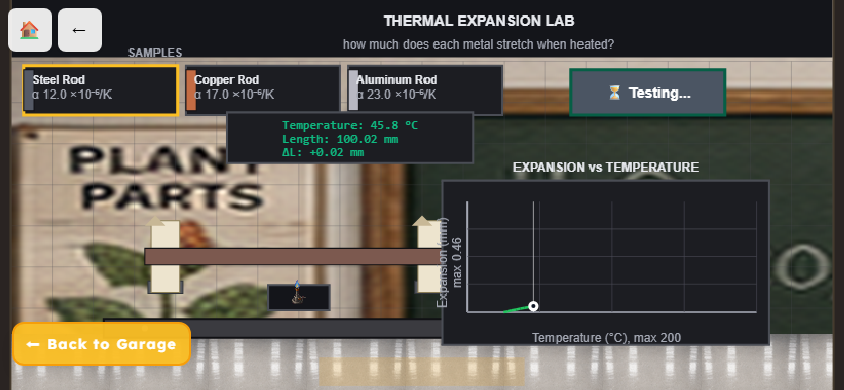 THERMAL EXPANSION LAB
how much does each metal stretch when heated?
SAMPLES
Steel Rod
α 12.0 ×10⁻⁶/K
Copper Rod
α 17.0 ×10⁻⁶/K
Aluminum Rod
α 23.0 ×10⁻⁶/K
Testing...
Temperature: 45.8 °C
Length: 100.02 mm
ΔL: +0.02 mm
PLANT
PARTS
EXPANSION vs TEMPERATURE
Expansion (mm)
max 0.46
Temperature (°C), max 200
← Back to Garage